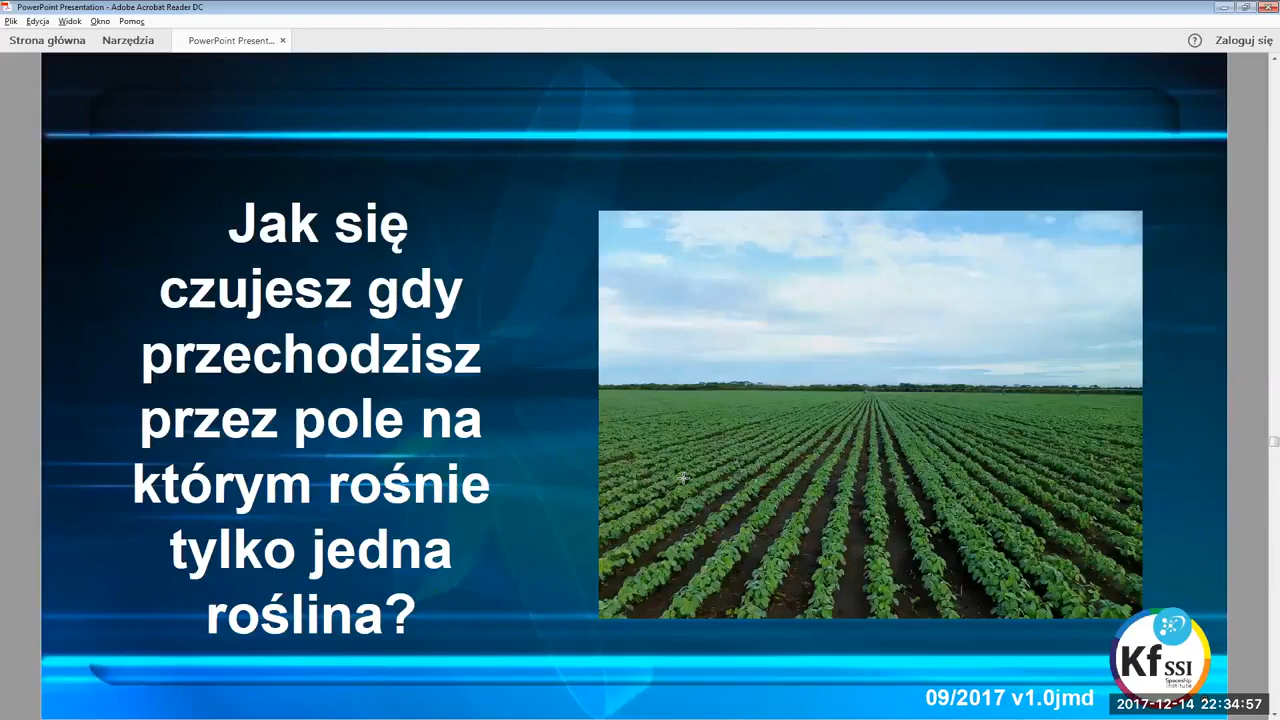 PowerPoint Presentation - Adobe Acrobat Reader DC
Plik Edycja Widok Okno Pomoc
Strona główna Narzędzia PowerPoint Present... × ? Zaloguj się
Jak się
czujesz gdy
przechodzisz
przez pole na
którym rośnie
tylko jedna
roślina?
Kf SSI
Spaceship
Institute
09/2017 v1.0jmd
2017-12-14 22:34:57